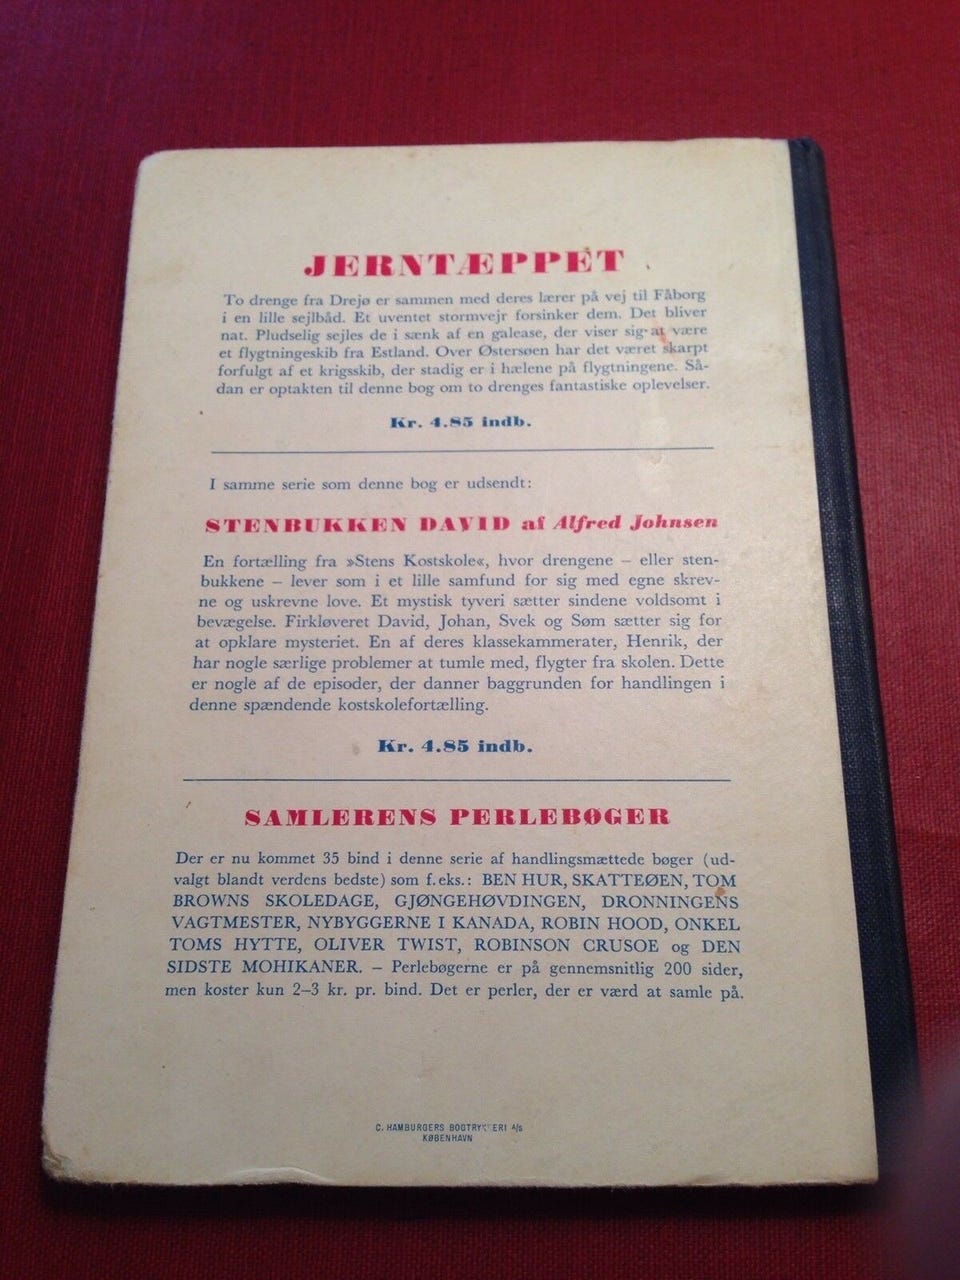 JERNTÆPPET
To drenge fra Drejø er sammen med deres lærer på vej til Fåborg
i en lille sejlbåd. Et uventet stormvejr forsinker dem. Det bliver
nat. Pludselig sejles de i sænk af en galease, der viser sig at være
et flygtningeskib fra Estland. Over Østersøen har det været skarpt
forfulgt af et krigsskib, der stadig er i hælene på flygtningene. Så-
dan er optakten til denne bog om to drenges fantastiske oplevelser.
Kr. 4.85 indb.
I samme serie som denne bog er udsendt:
STENBUKKEN DAVID af Alfred Johnsen
En fortælling fra »Stens Kostskole«, hvor drengene – eller sten-
bukkene – lever som i et lille samfund for sig med egne skrev-
ne og uskrevne love. Et mystisk tyveri sætter sindene voldsomt i
bevægelse. Firkløveret David, Johan, Svek og Søm sætter sig for
at opklare mysteriet. En af deres klassekammerater, Henrik, der
har nogle særlige problemer at tumle med, flygter fra skolen. Dette
er nogle af de episoder, der danner baggrunden for handlingen i
denne spændende kostskolefortælling.
Kr. 4.85 indb.
SAMLERENS PERLEBØGER
Der er nu kommet 35 bind i denne serie af handlingsmættede bøger (ud-
valgt blandt verdens bedste) som f.eks.: BEN HUR, SKATTEØEN, TOM
BROWNS SKOLEDAGE, GJØNGEHØVDINGEN, DRONNINGENS
VAGTMESTER, NYBYGGERNE I KANADA, ROBIN HOOD, ONKEL
TOMS HYTTE, OLIVER TWIST, ROBINSON CRUSOE og DEN
SIDSTE MOHIKANER. – Perlebøgerne er på gennemsnitlig 200 sider,
men koster kun 2–3 kr. pr. bind. Det er perler, der er værd at samle på.
C. HAMBURGERS BOGTRYKKERI A/S
KØBENHAVN